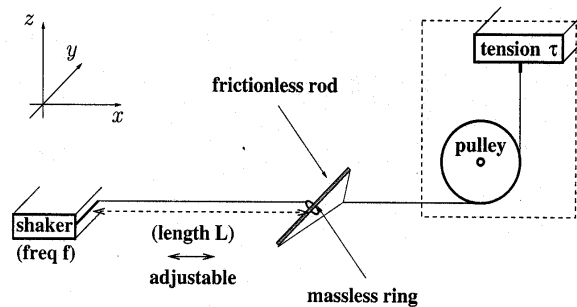 z
y
x
tension τ
frictionless rod
pulley
shaker
(freq f)
(length L)
adjustable
massless ring